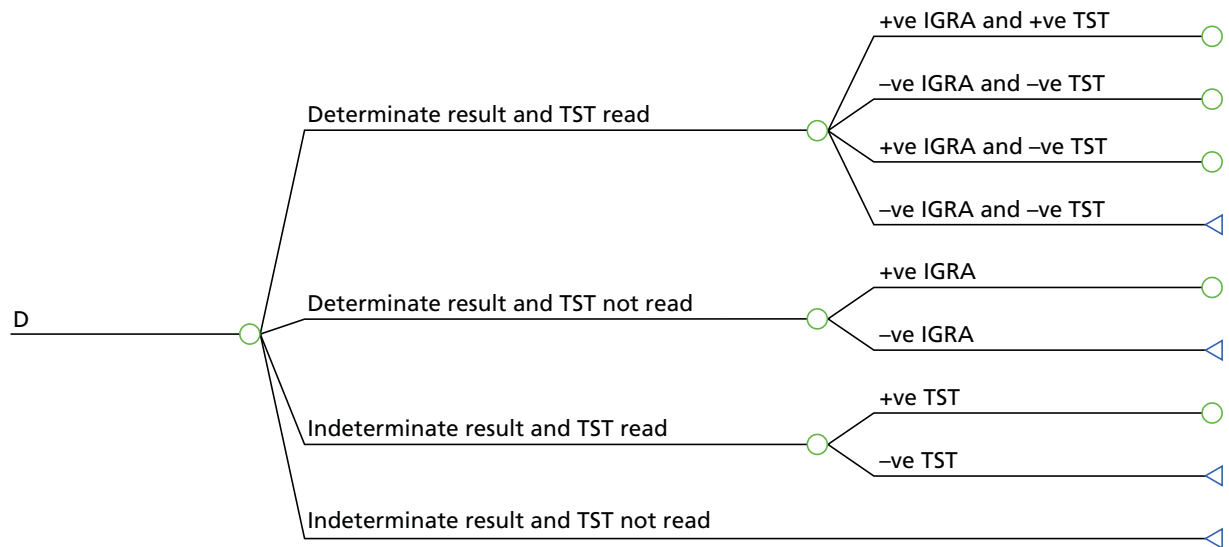 +ve IGRA and +ve TST
–ve IGRA and –ve TST
Determinate result and TST read
+ve IGRA and –ve TST
–ve IGRA and –ve TST
+ve IGRA
Determinate result and TST not read
D
–ve IGRA
+ve TST
Indeterminate result and TST read
–ve TST
Indeterminate result and TST not read